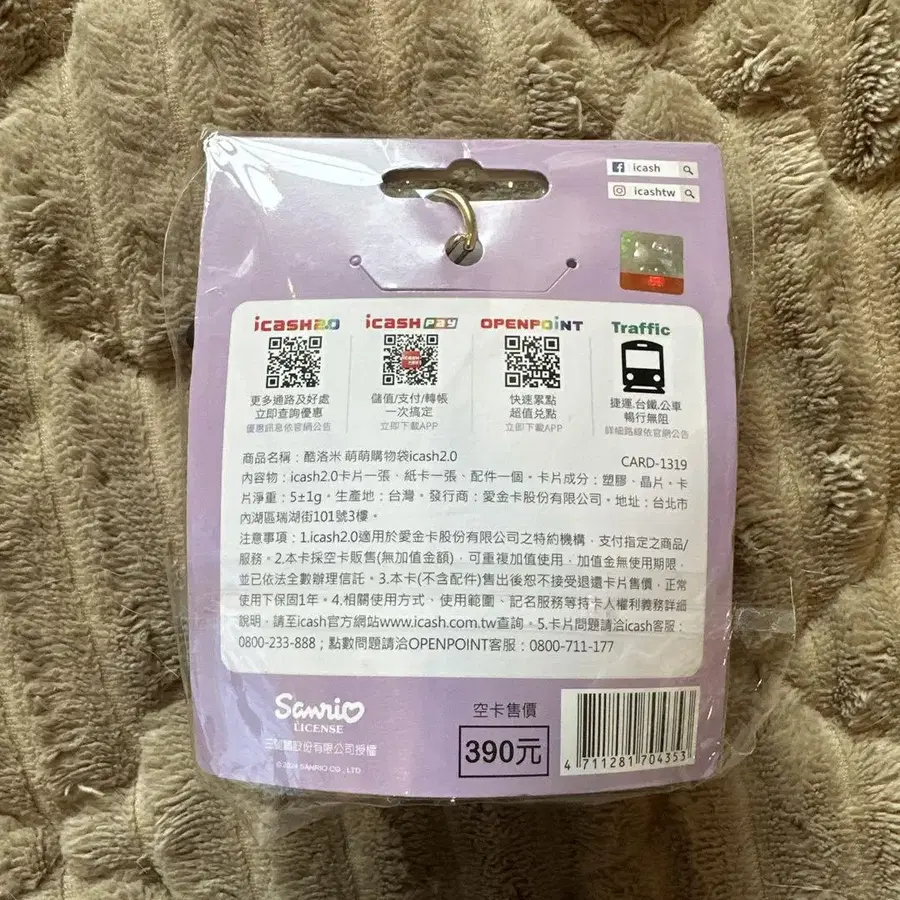 icash
icashtw
icash2.0
icash Pay
OPENPOINT
Traffic
更多通路及好處
立即查詢優惠
優惠訊息依官網公告
儲值/支付/轉帳
一次搞定
立即下載APP
快速累點
超值兌點
立即下載APP
捷運.台鐵.公車
暢行無阻
詳細路線依官網公告
商品名稱：酷洛米 萌萌購物袋icash2.0
CARD-1319
內容物：icash2.0卡片一張、紙卡一張、配件一個。卡片成分：塑膠、晶片。卡
片淨重：5±1g。生產地：台灣。發行商：愛金卡股份有限公司。地址：台北市
內湖區瑞湖街101號3樓。
注意事項：1.icash2.0適用於愛金卡股份有限公司之特約機構，支付指定之商品/
服務。2.本卡採空卡販售(無加值金額)，可重複加值使用，加值金無使用期限，
並已依法全數辦理信託。3.本卡(不含配件)售出後恕不接受退還卡片售價，正常
使用下保固1年。4.相關使用方式、使用範圍、記名服務等持卡人權利義務詳細
說明，請至icash官方網站www.icash.com.tw查詢。5.卡片問題請洽icash客服：
0800-233-888；點數問題請洽OPENPOINT客服：0800-711-177
Sanrio
LICENSE
三麗鷗股份有限公司授權
©2024 SANRIO CO., LTD
空卡售價
390元
4 711281 704353